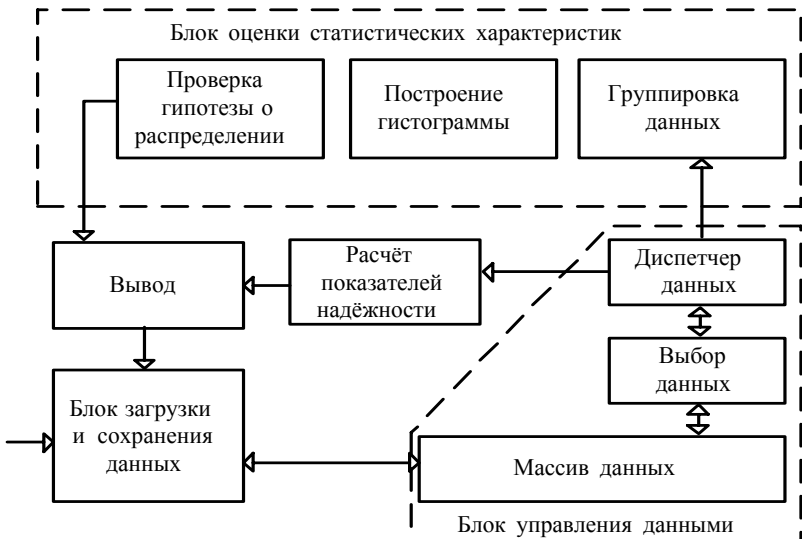 Блок оценки статистических характеристик
Проверка
гипотезы о
распределении
Построение
гистограммы
Группировка
данных
Вывод
Расчёт
показателей
надёжности
Диспетчер
данных
Выбор
данных
Блок загрузки
и сохранения
данных
Массив данных
Блок управления данными